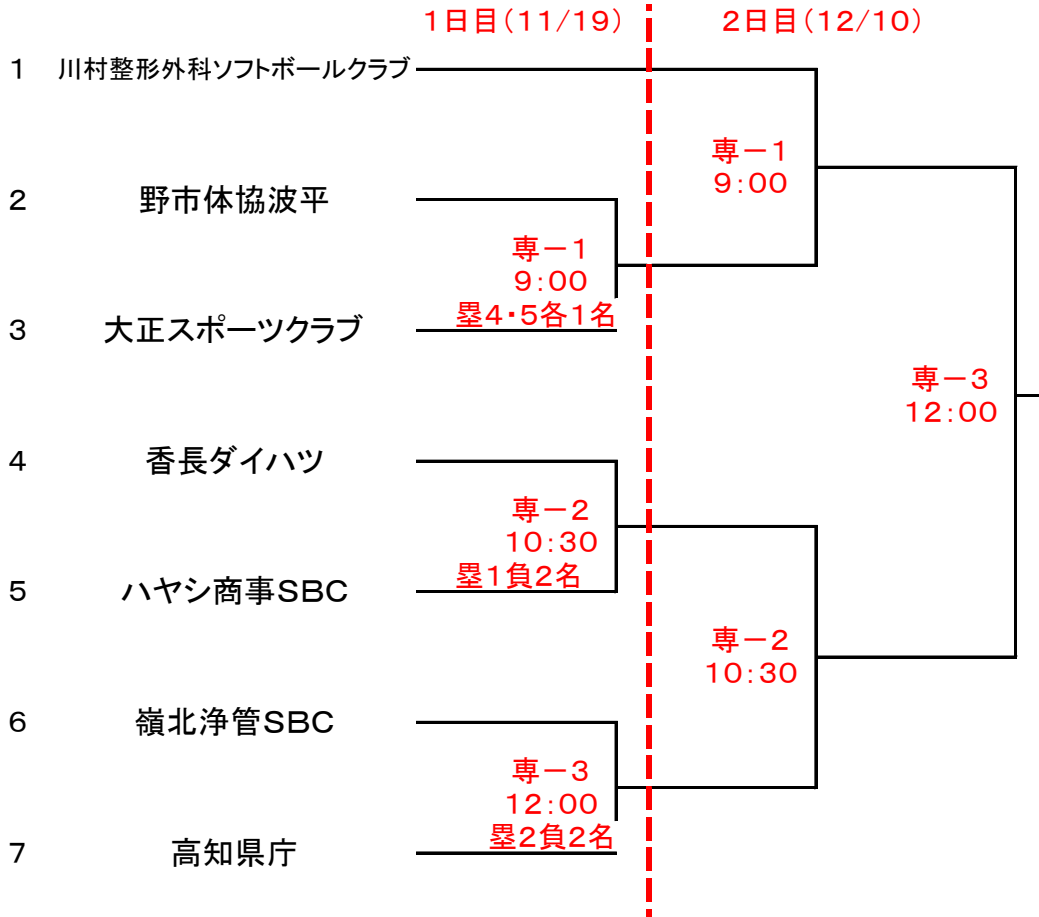 1日目(11/19)
2日目(12/10)
1 川村整形外科ソフトボールクラブ
専－1
9:00
2 野市体協波平
専－1
9:00
塁4・5各1名
3 大正スポーツクラブ
専－3
12:00
4 香長ダイハツ
専－2
10:30
塁1負2名
5 ハヤシ商事SBC
専－2
10:30
6 嶺北浄管SBC
専－3
12:00
塁2負2名
7 高知県庁